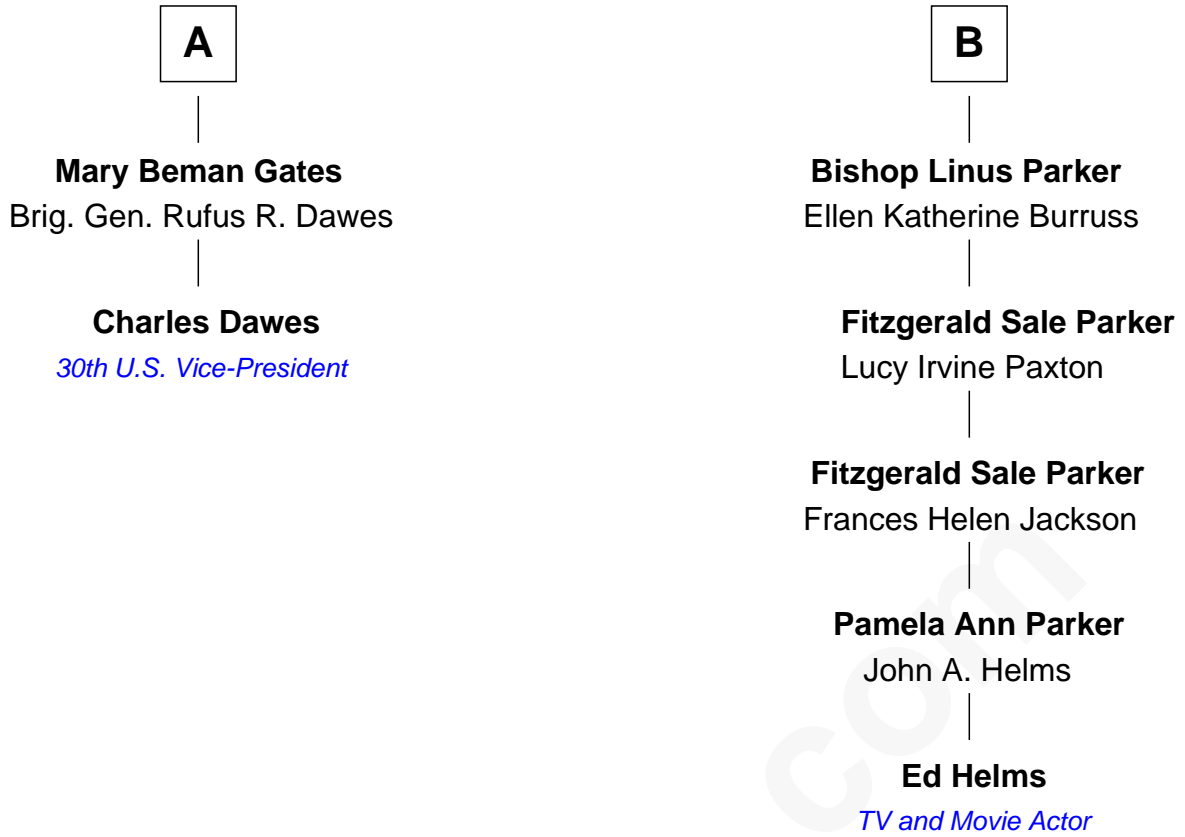 A
Mary Beman Gates
Brig. Gen. Rufus R. Dawes
Charles Dawes
30th U.S. Vice-President
B
Bishop Linus Parker
Ellen Katherine Burruss
Fitzgerald Sale Parker
Lucy Irvine Paxton
Fitzgerald Sale Parker
Frances Helen Jackson
Pamela Ann Parker
John A. Helms
Ed Helms
TV and Movie Actor
com